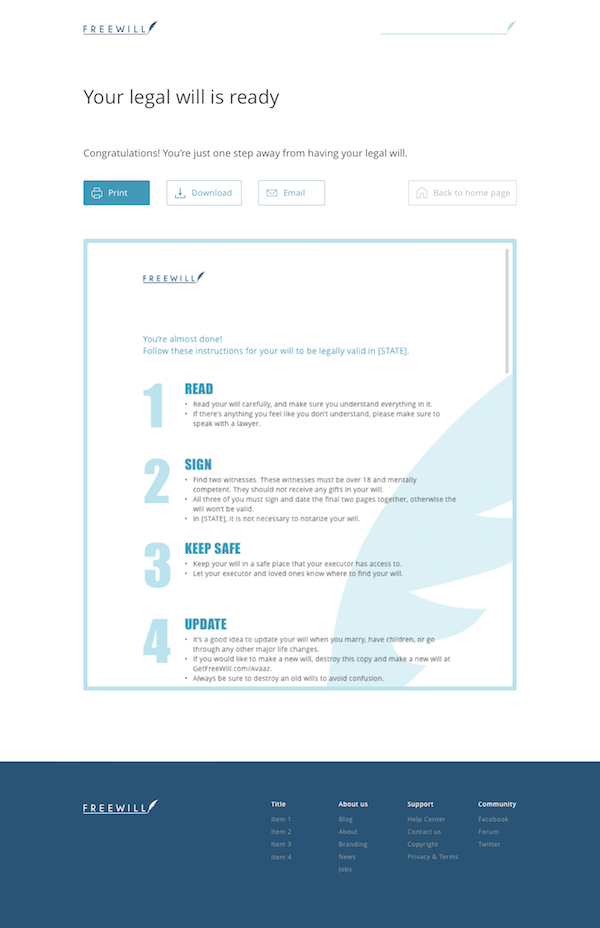 FREEWILL
Your legal will is ready
Congratulations! You're just one step away from having your legal will.
Print
Download
Email
Back to home page
FREEWILL
You're almost done!
Follow these instructions for your will to be legally valid in [STATE].
1
READ
• Read your will carefully, and make sure you understand everything in it.
• If there's anything you feel like you don't understand, please make sure to
speak with a lawyer.
2
SIGN
• Find two witnesses. These witnesses must be over 18 and mentally
competent. They should not receive any gifts in your will.
• All three of you must sign and date the final two pages together, otherwise the
will won't be valid.
• In [STATE], it is not necessary to notarize your will.
3
KEEP SAFE
• Keep your will in a safe place that your executor has access to.
• Let your executor and loved ones know where to find your will.
4
UPDATE
• It's a good idea to update your will when you marry, have children, or go
through any other major life changes.
• If you would like to make a new will, destroy this copy and make a new will at
GetFreeWill.com/Avaaz.
• Always be sure to destroy an old wills to avoid confusion.
FREEWILL
Title
Item 1
Item 2
Item 3
Item 4
About us
Blog
About
Branding
News
Jobs
Support
Help Center
Contact us
Copyright
Privacy & Terms
Community
Facebook
Forum
Twitter